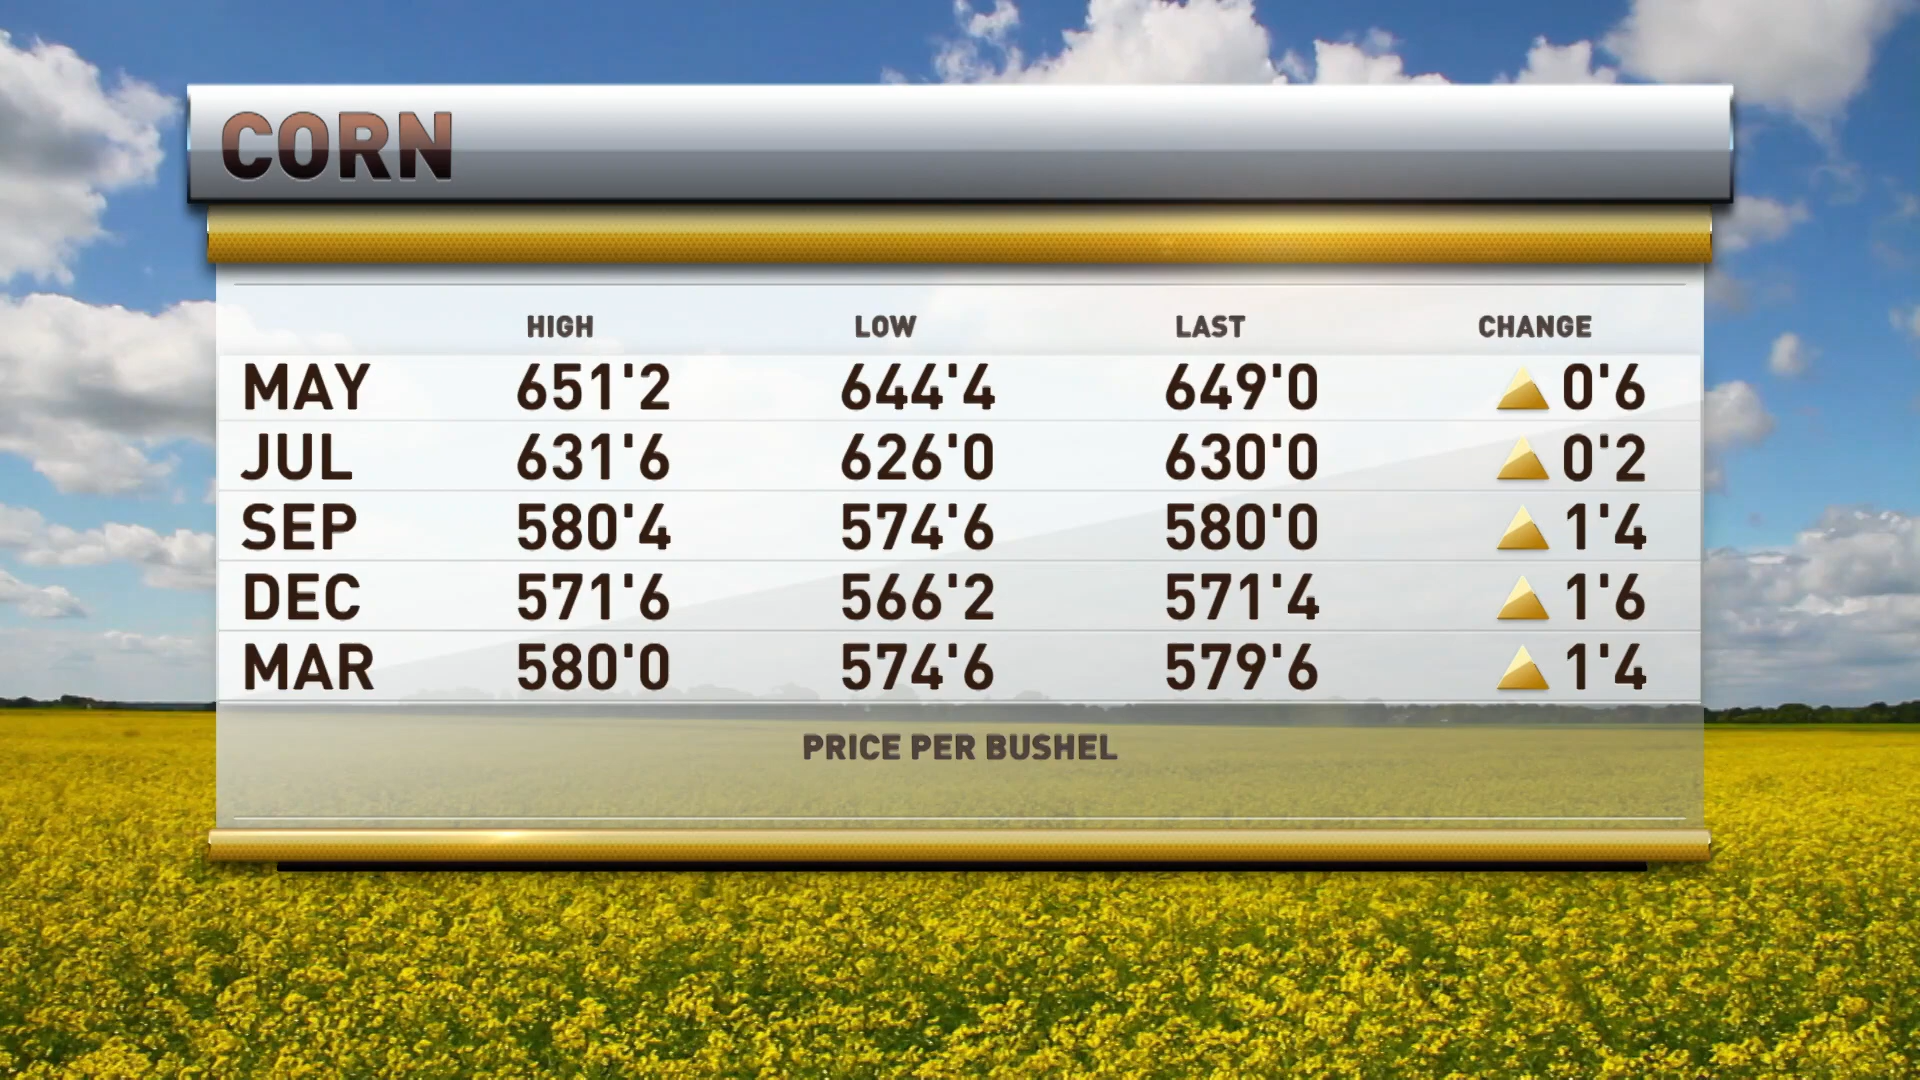 CORN
HIGH LOW LAST CHANGE
MAY 651'2 644'4 649'0 0'6
JUL 631'6 626'0 630'0 0'2
SEP 580'4 574'6 580'0 1'4
DEC 571'6 566'2 571'4 1'6
MAR 580'0 574'6 579'6 1'4
PRICE PER BUSHEL